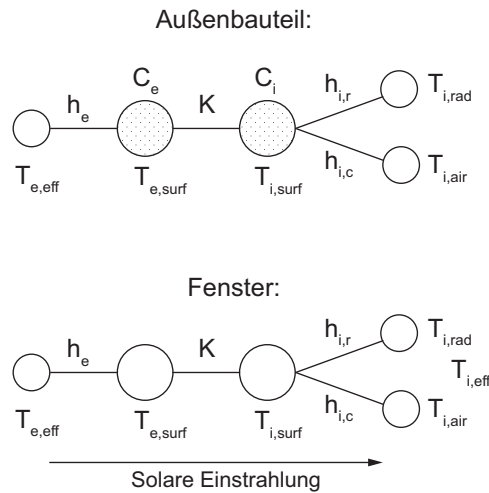 Außenbauteil:
C_e C_i
h_e K h_i,r T_i,rad
T_e,eff T_e,surf T_i,surf h_i,c T_i,air
Fenster:
h_e K h_i,r T_i,rad
T_i,eff
T_e,eff T_e,surf T_i,surf h_i,c T_i,air
Solare Einstrahlung